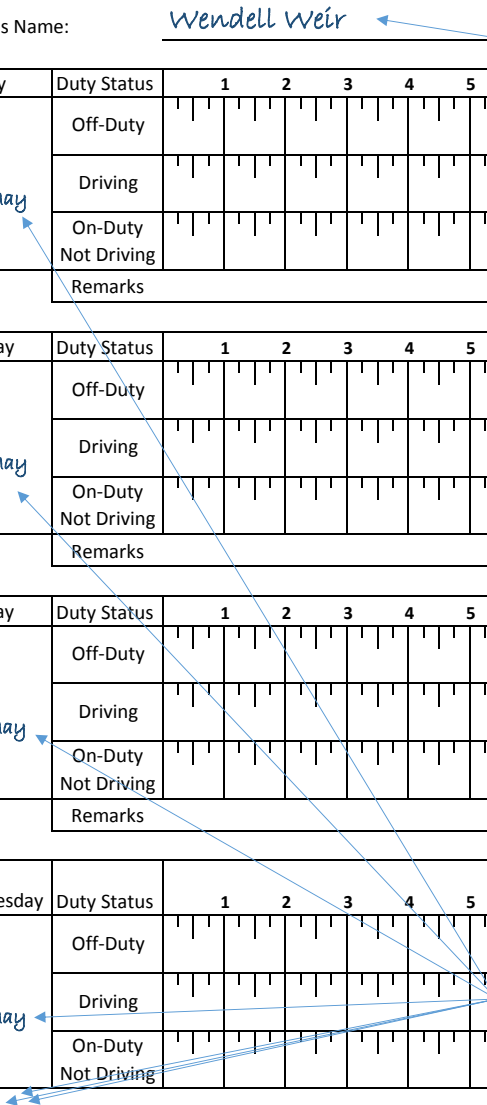 s Name: Wendell Weir
y Duty Status 1 2 3 4 5
Off-Duty
Driving
ay
On-Duty
Not Driving
Remarks
ay Duty Status 1 2 3 4 5
Off-Duty
Driving
ay
On-Duty
Not Driving
Remarks
ay Duty Status 1 2 3 4 5
Off-Duty
Driving
ay
On-Duty
Not Driving
Remarks
esday Duty Status 1 2 3 4 5
Off-Duty
Driving
ay
On-Duty
Not Driving